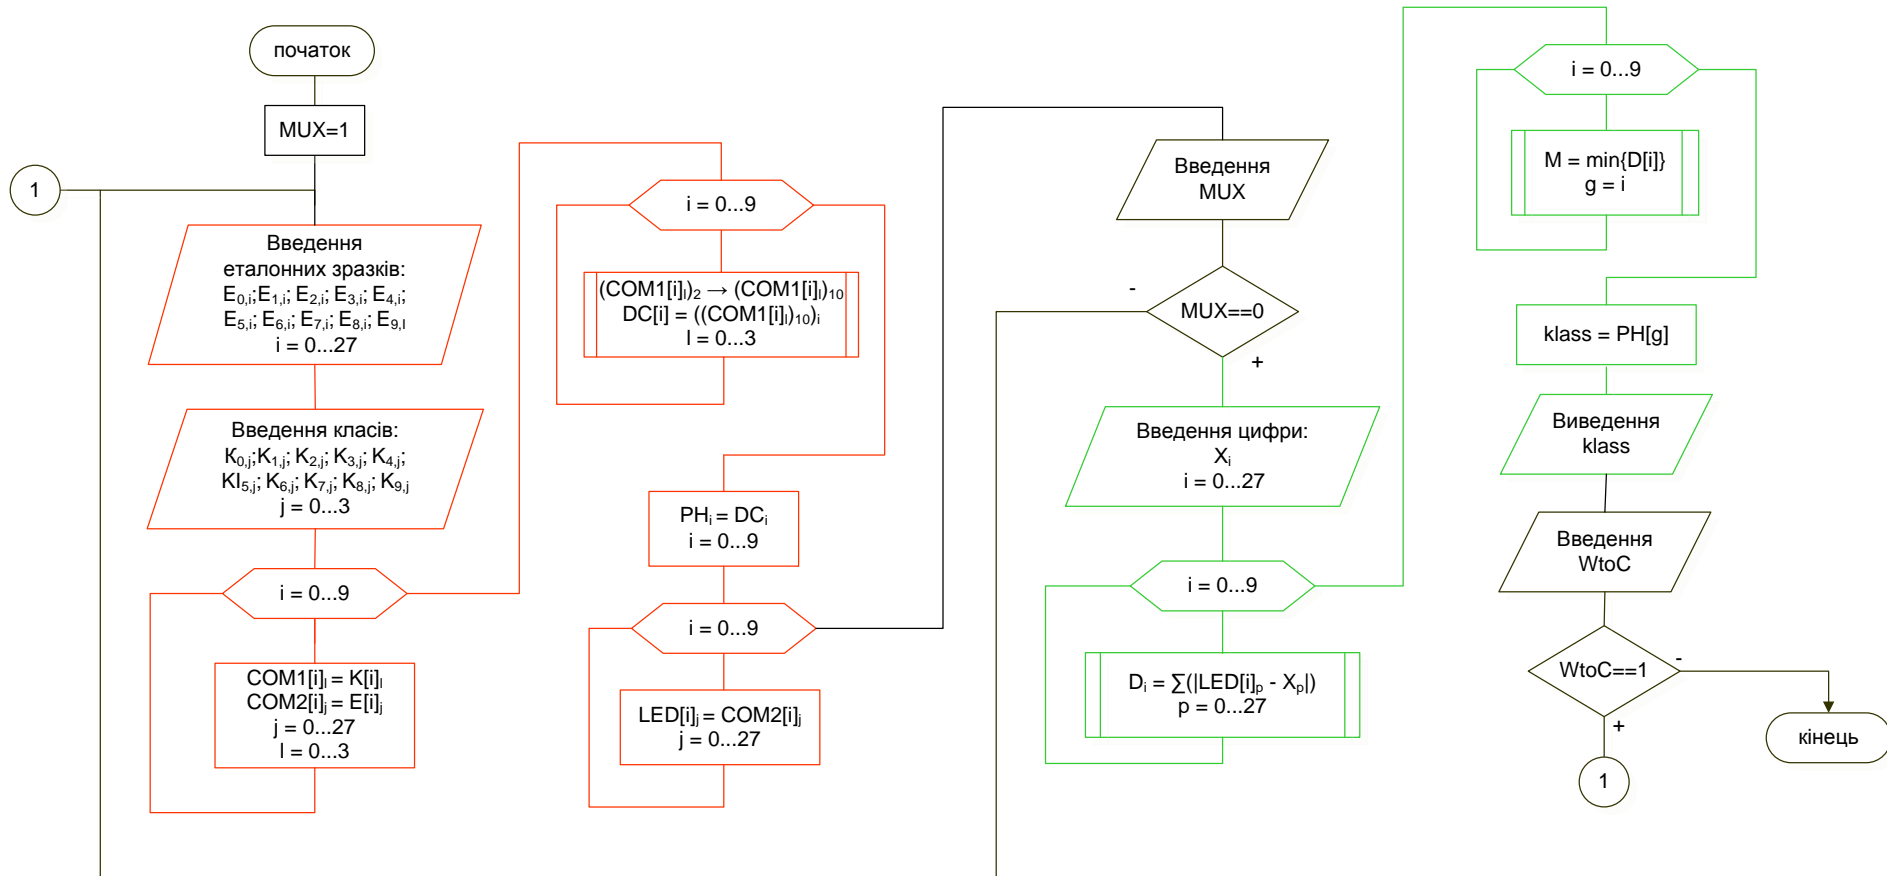 початок
MUX=1
1
Введення
еталонних зразків:
E0,i;E1,i; E2,i; E3,i; E4,i;
E5,i; E6,i; E7,i; E8,i; E9,I
i = 0...27
Введення класів:
K0,j;K1,j; K2,j; K3,j; K4,j;
KI5,j; K6,j; K7,j; K8,j; K9,j
j = 0...3
i = 0...9
COM1[i]l = K[i]l
COM2[i]j = E[i]j
j = 0...27
l = 0...3
i = 0...9
(COM1[i]l)2 → (COM1[i]l)10
DC[i] = ((COM1[i]l)10)i
l = 0...3
PHi = DCi
i = 0...9
i = 0...9
LED[i]j = COM2[i]j
j = 0...27
Введення
MUX
-
MUX==0
+
Введення цифри:
Xi
i = 0...27
i = 0...9
Di = ∑(|LED[i]p - Xp|)
p = 0...27
i = 0...9
M = min{D[i]}
g = i
klass = PH[g]
Виведення
klass
Введення
WtoC
WtoC==1
-
+
кінець
1